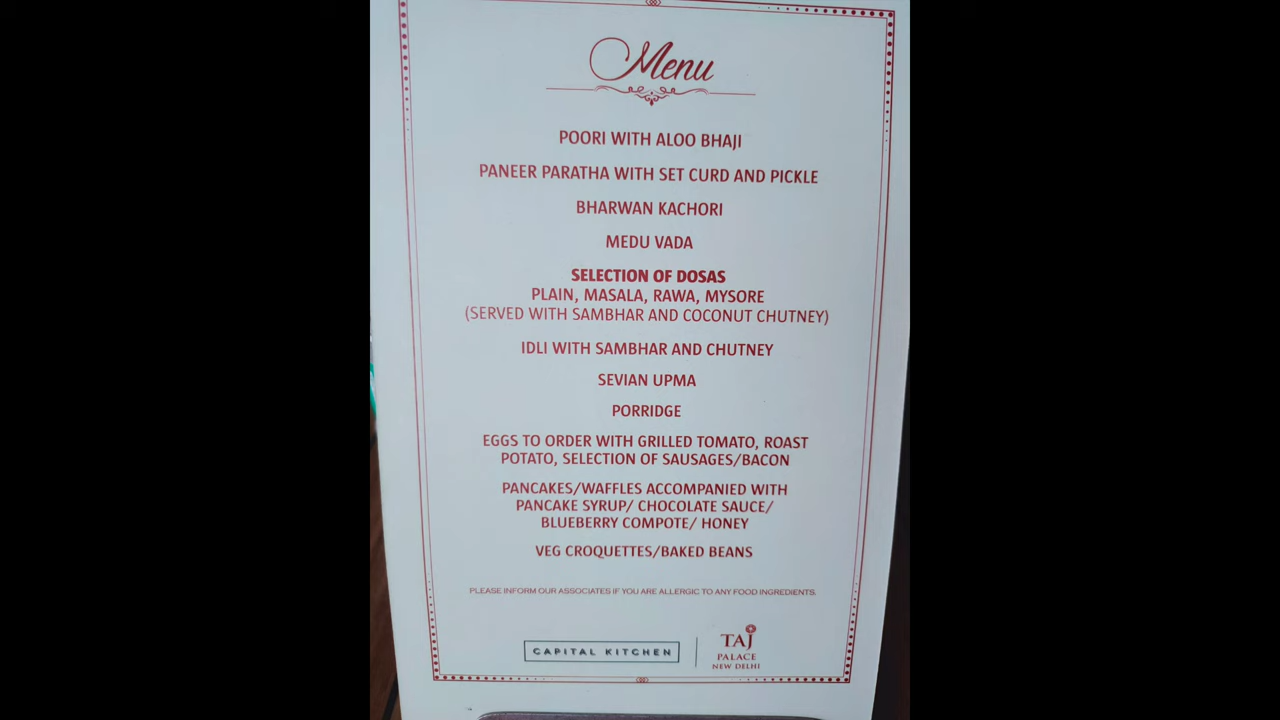 Menu
POORI WITH ALOO BHAJI
PANEER PARATHA WITH SET CURD AND PICKLE
BHARWAN KACHORI
MEDU VADA
SELECTION OF DOSAS
PLAIN, MASALA, RAWA, MYSORE
(SERVED WITH SAMBHAR AND COCONUT CHUTNEY)
IDLI WITH SAMBHAR AND CHUTNEY
SEVIAN UPMA
PORRIDGE
EGGS TO ORDER WITH GRILLED TOMATO, ROAST
POTATO, SELECTION OF SAUSAGES/BACON
PANCAKES/WAFFLES ACCOMPANIED WITH
PANCAKE SYRUP/ CHOCOLATE SAUCE/
BLUEBERRY COMPOTE/ HONEY
VEG CROQUETTES/BAKED BEANS
PLEASE INFORM OUR ASSOCIATES IF YOU ARE ALLERGIC TO ANY FOOD INGREDIENTS.
CAPITAL KITCHEN
TAJ
PALACE
NEW DELHI